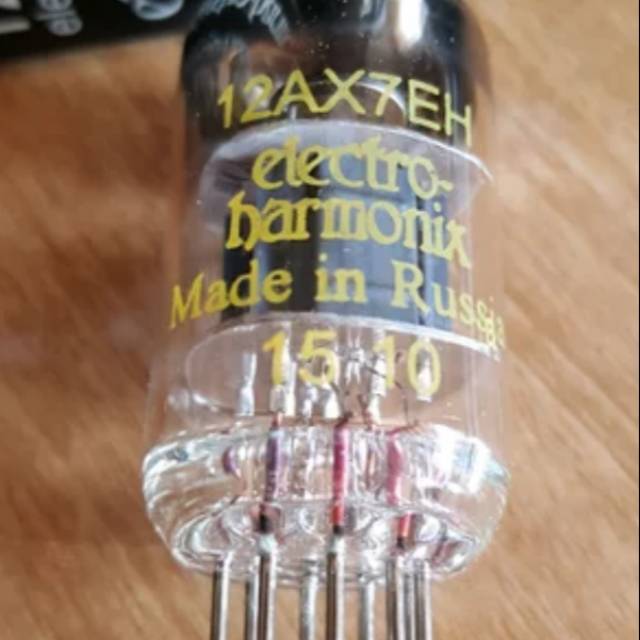 12AX7EH
electro-
harmonix
Made in Russia
15 10